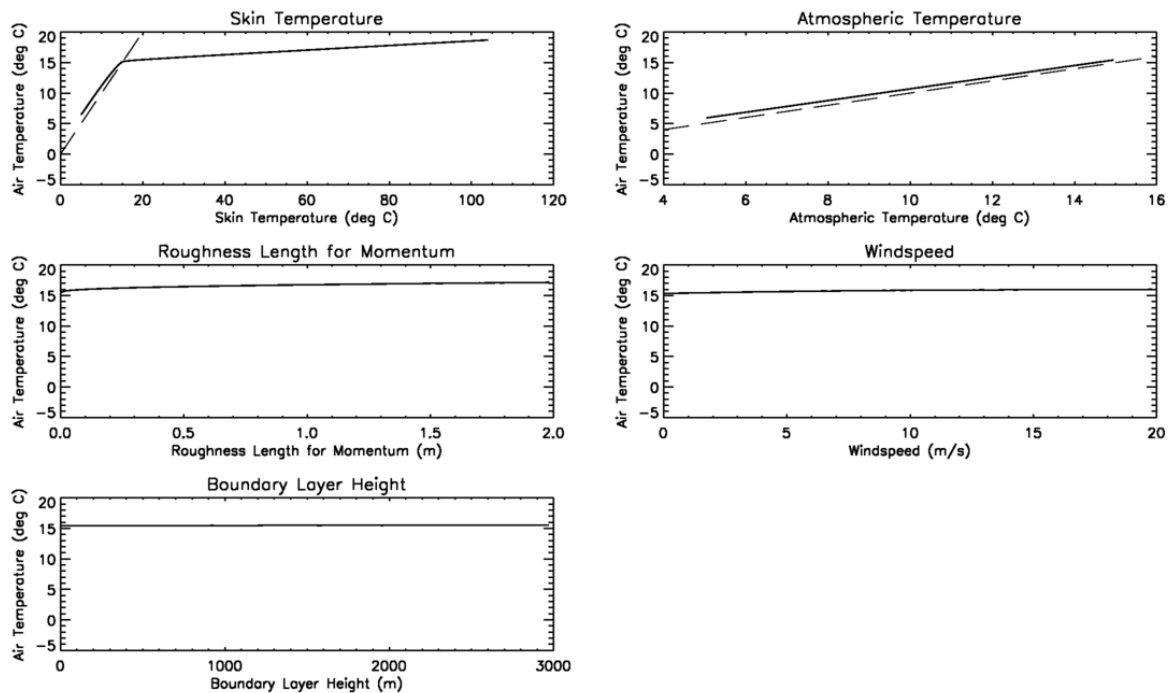 Skin Temperature
Air Temperature (deg C)
20
15
10
5
0
−5
0 20 40 60 80 100 120
Skin Temperature (deg C)
Atmospheric Temperature
Air Temperature (deg C)
20
15
10
5
0
−5
4 6 8 10 12 14 16
Atmospheric Temperature (deg C)
Roughness Length for Momentum
Air Temperature (deg C)
20
15
10
5
0
−5
0.0 0.5 1.0 1.5 2.0
Roughness Length for Momentum (m)
Windspeed
Air Temperature (deg C)
20
15
10
5
0
−5
0 5 10 15 20
Windspeed (m/s)
Boundary Layer Height
Air Temperature (deg C)
20
15
10
5
0
−5
0 1000 2000 3000
Boundary Layer Height (m)